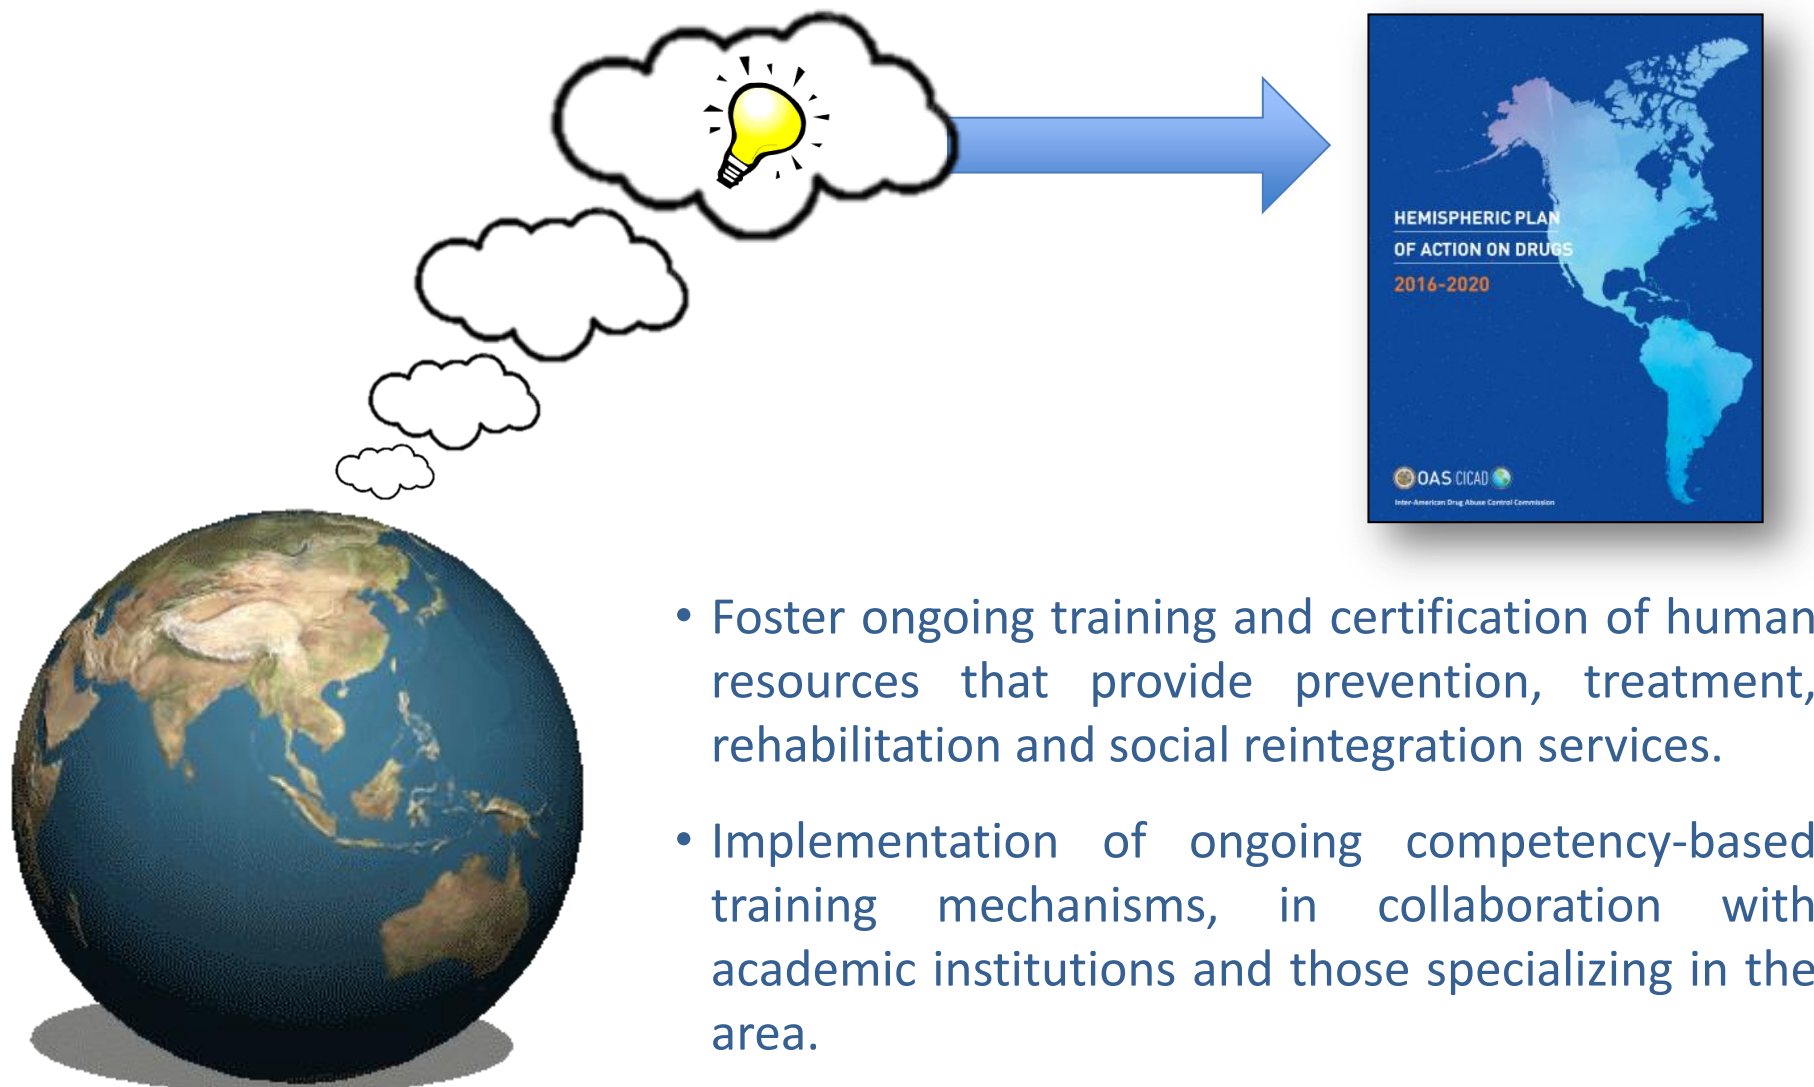 HEMISPHERIC PLAN
OF ACTION ON DRUGS
2016-2020
OAS CICAD
Inter-American Drug Abuse Control Commission
• Foster ongoing training and certification of human
resources that provide prevention, treatment,
rehabilitation and social reintegration services.
• Implementation of ongoing competency-based
training mechanisms, in collaboration with
academic institutions and those specializing in the
area.